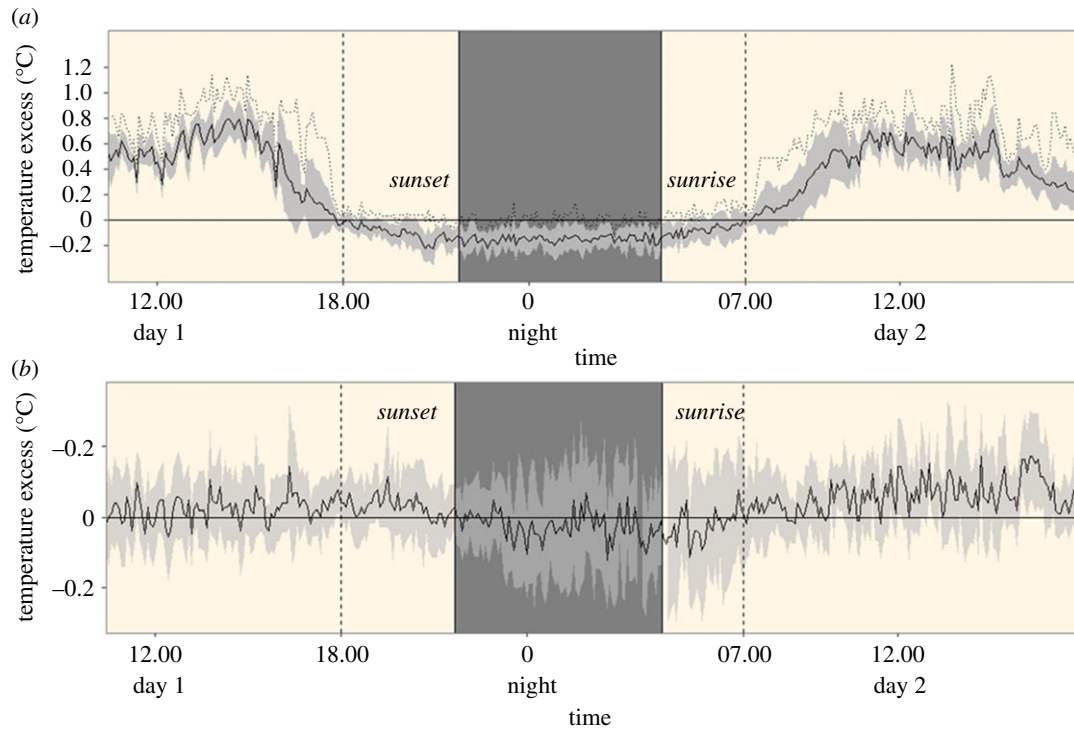 (a)
temperature excess (°C)
1.2
1.0
0.8
0.6
0.4
0.2
0
–0.2
sunset
sunrise
12.00
18.00
0
07.00
12.00
day 1
night
day 2
time
(b)
temperature excess (°C)
–0.2
0
–0.2
sunset
sunrise
12.00
18.00
0
07.00
12.00
day 1
night
day 2
time